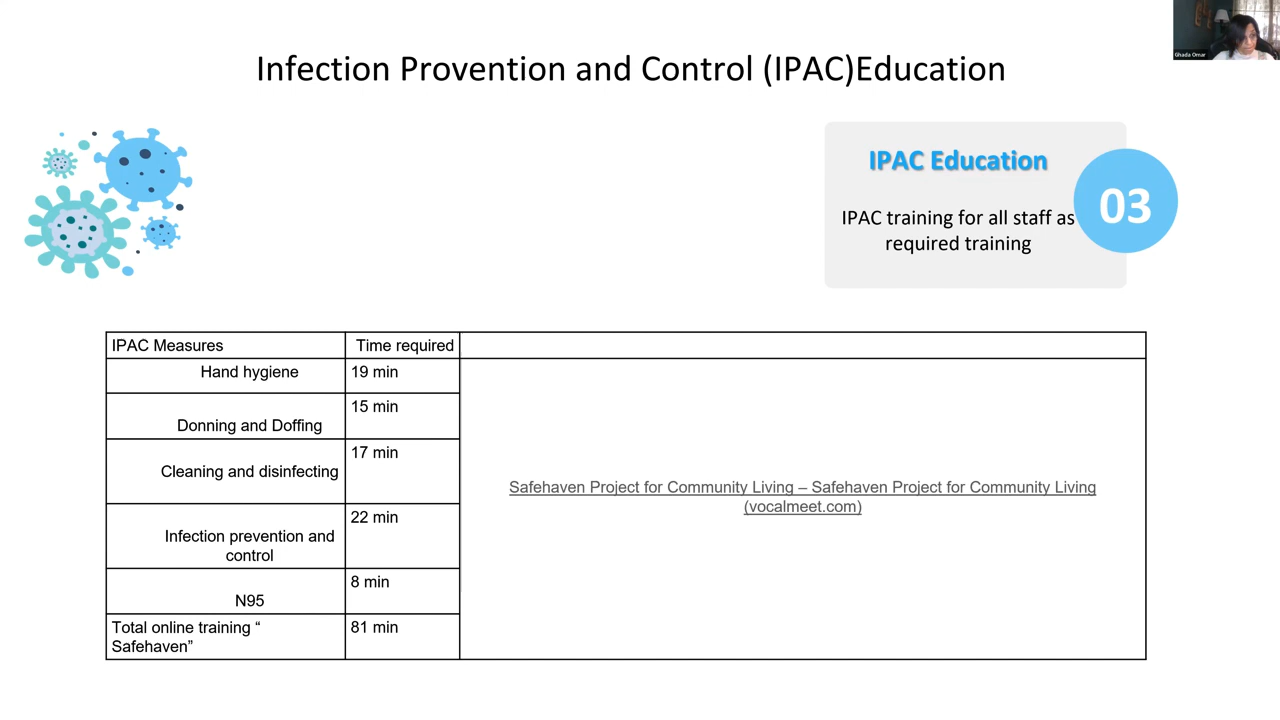 Infection Provention and Control (IPAC)Education
Ghada Omar
IPAC Education
03
IPAC training for all staff as
required training
IPAC Measures
Time required
Hand hygiene
19 min
Donning and Doffing
15 min
Cleaning and disinfecting
17 min
Infection prevention and
control
22 min
N95
8 min
Total online training “
Safehaven”
81 min
Safehaven Project for Community Living – Safehaven Project for Community Living
(vocalmeet.com)